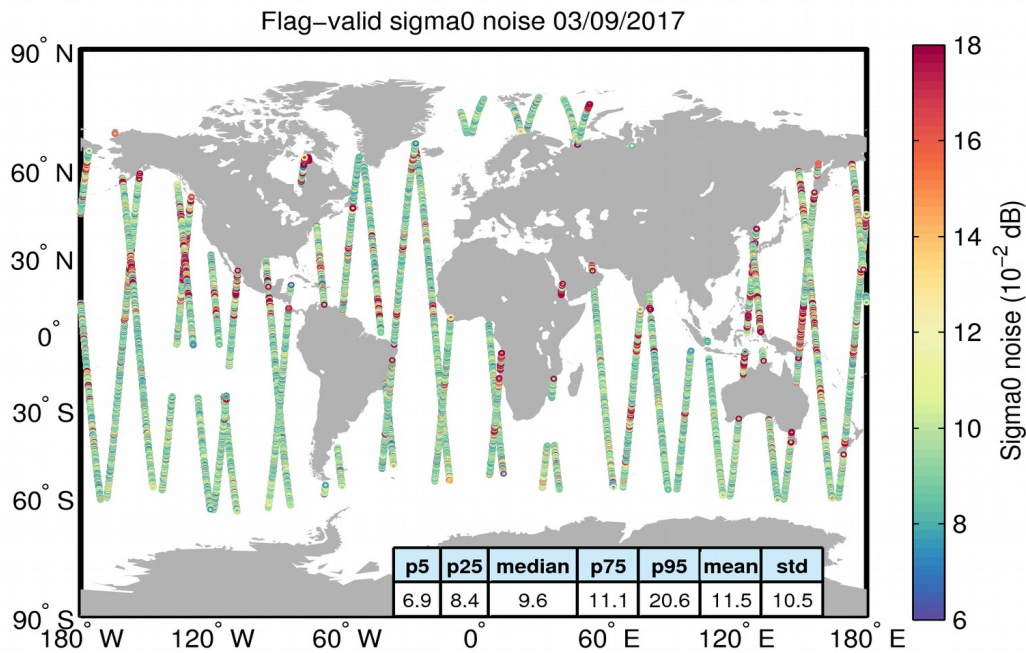 Flag−valid sigma0 noise 03/09/2017
90° N
60° N
30° N
0°
30° S
60° S
90° S
180° W
120° W
60° W
0°
60° E
120° E
180° E
p5 p25 median p75 p95 mean std
6.9 8.4 9.6 11.1 20.6 11.5 10.5
18
16
14
12
10
8
6
Sigma0 noise (10⁻² dB)